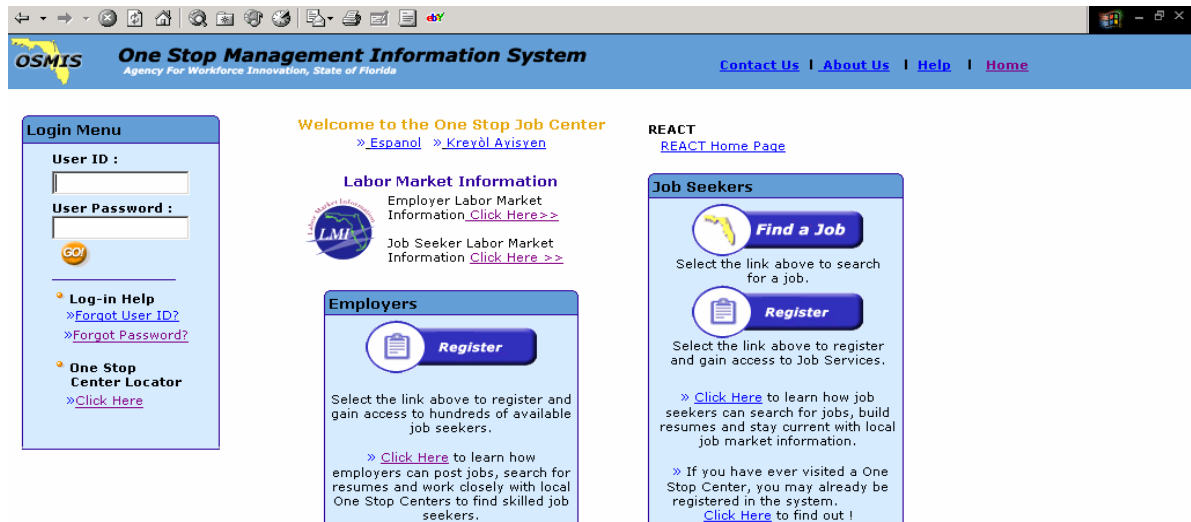 ebY
OSMIS
One Stop Management Information System
Agency For Workforce Innovation, State of Florida
Contact Us | About Us | Help | Home
Login Menu
User ID :
User Password :
GO!
Log-in Help
»Forgot User ID?
»Forgot Password?
One Stop
Center Locator
»Click Here
Welcome to the One Stop Job Center
» Espanol » Kreyòl Ayisyen
Labor Market Information
Labor Market Information
LMI
Employer Labor Market
Information Click Here>>
Job Seeker Labor Market
Information Click Here >>
Employers
Register
Select the link above to register and
gain access to hundreds of available
job seekers.
» Click Here to learn how
employers can post jobs, search for
resumes and work closely with local
One Stop Centers to find skilled job
seekers.
REACT
REACT Home Page
Job Seekers
Find a Job
Select the link above to search
for a job.
Register
Select the link above to register
and gain access to Job Services.
» Click Here to learn how job
seekers can search for jobs, build
resumes and stay current with local
job market information.
» If you have ever visited a One
Stop Center, you may already be
registered in the system.
Click Here to find out !